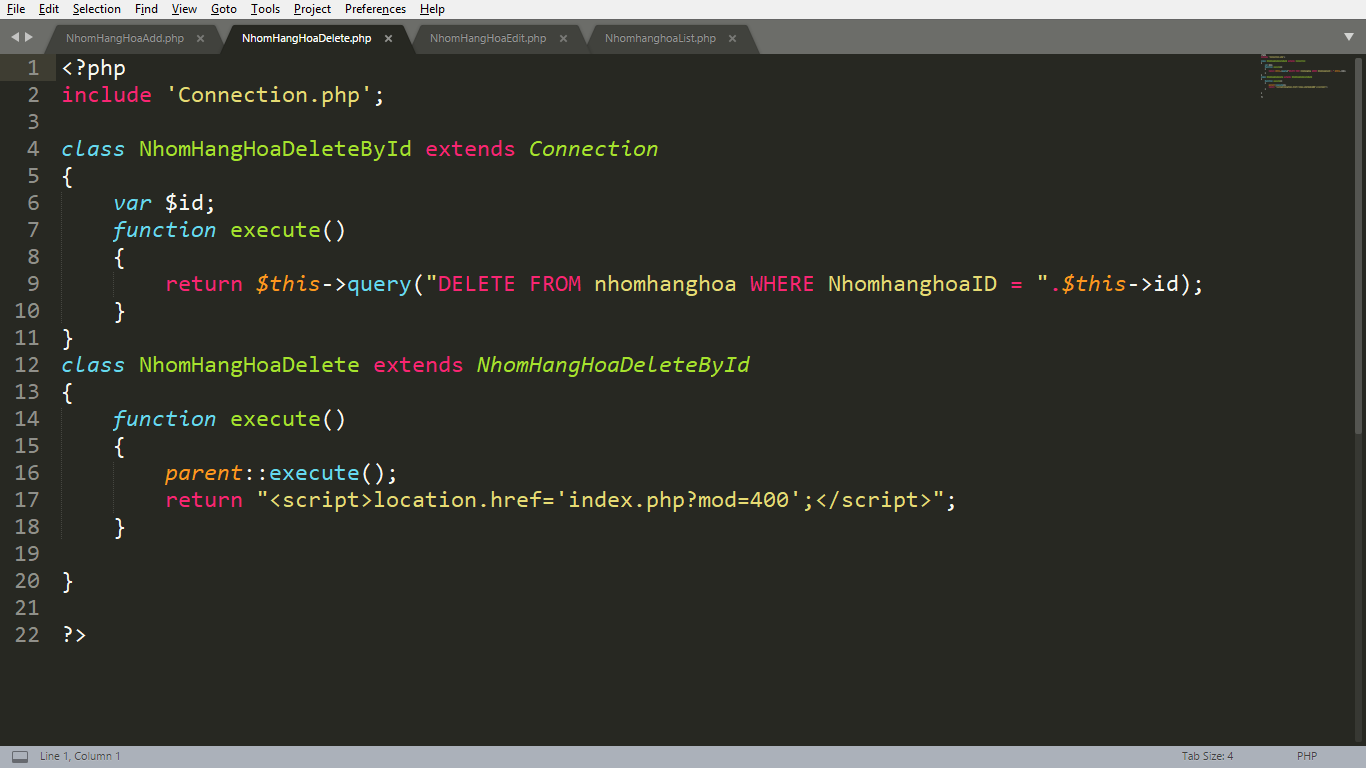 File Edit Selection Find View Goto Tools Project Preferences Help
NhomHangHoaAdd.php × NhomHangHoaDelete.php × NhomHangHoaEdit.php × NhomhanghoaList.php ×
1 <?php
2 include 'Connection.php';
3
4 class NhomHangHoaDeleteById extends Connection
5 {
6 var $id;
7 function execute()
8 {
9 return $this->query("DELETE FROM nhomhanghoa WHERE NhomhanghoaID = ".$this->id);
10 }
11 }
12 class NhomHangHoaDelete extends NhomHangHoaDeleteById
13 {
14 function execute()
15 {
16 parent::execute();
17 return "<script>location.href='index.php?mod=400';</script>";
18 }
19
20 }
21
22 ?>
Line 1, Column 1 Tab Size: 4 PHP